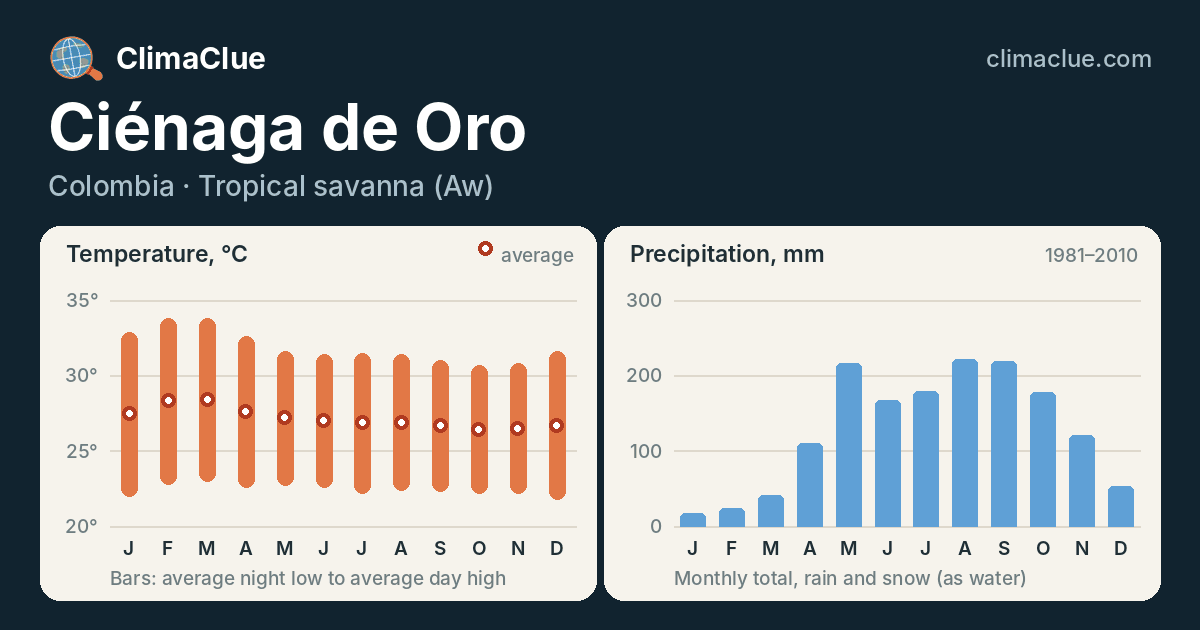 ClimaClue
climaclue.com
Ciénaga de Oro
Colombia · Tropical savanna (Aw)
Temperature, °C
average
35°
30°
25°
20°
J F M A M J J A S O N D
Bars: average night low to average day high
Precipitation, mm
1981–2010
300
200
100
0
J F M A M J J A S O N D
Monthly total, rain and snow (as water)